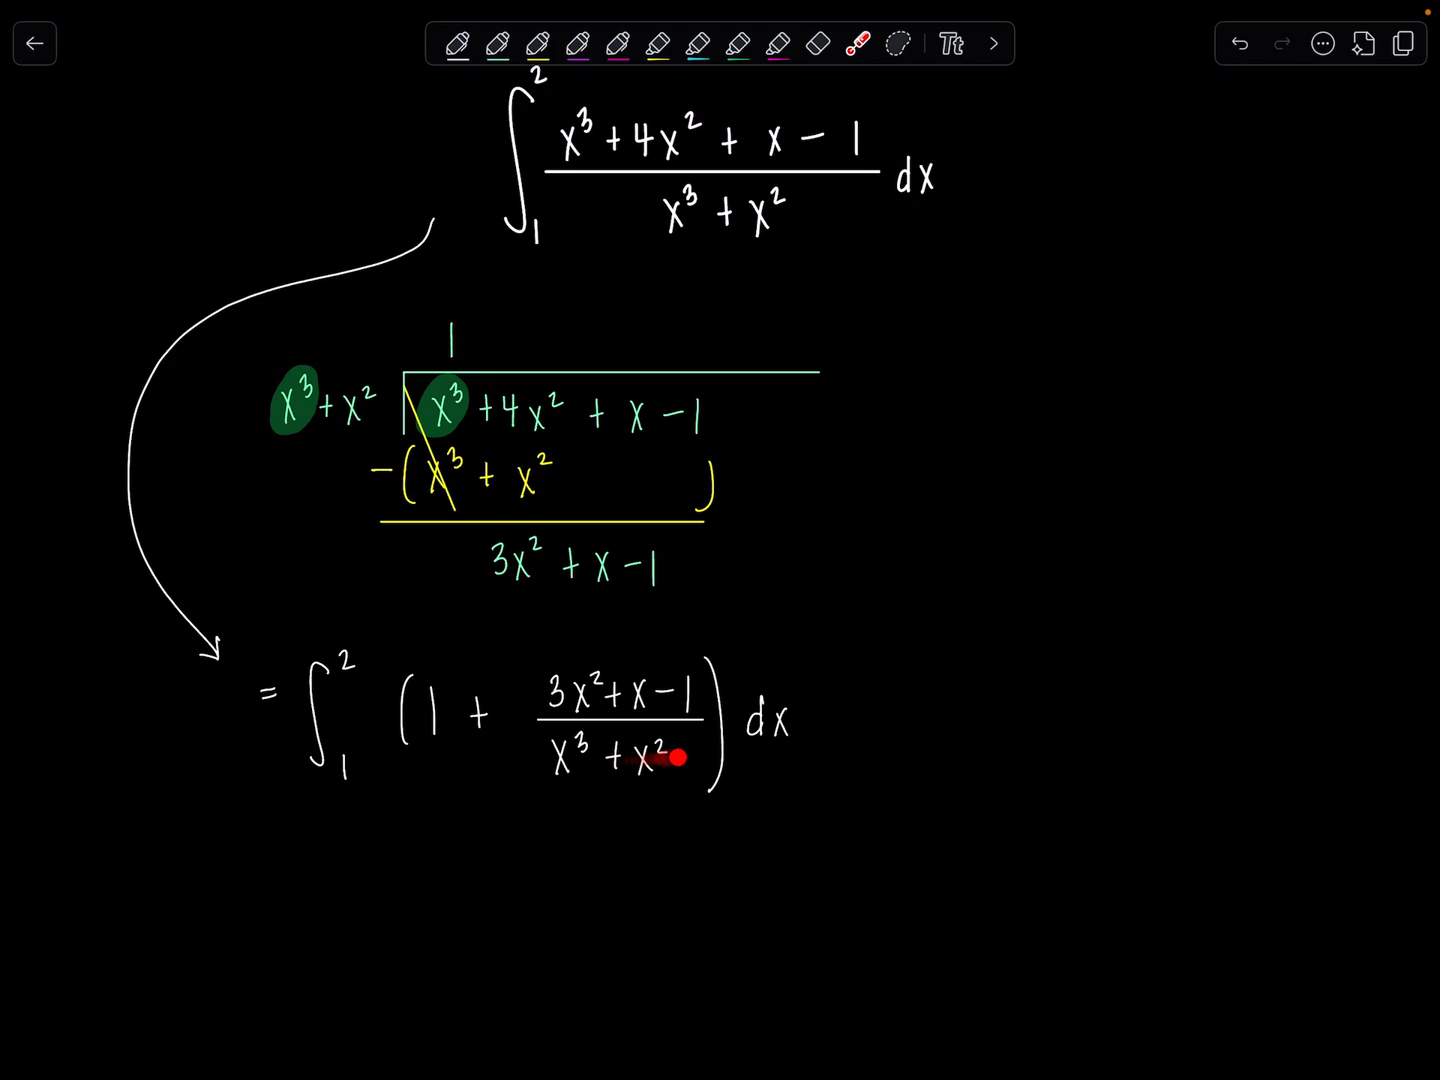 Tt
∫₁² (x³ + 4x² + x − 1)/(x³ + x²) dx
1
x³ + x² | x³ + 4x² + x − 1
−(x³ + x² )
3x² + x − 1
= ∫₁² (1 + (3x² + x − 1)/(x³ + x²)) dx